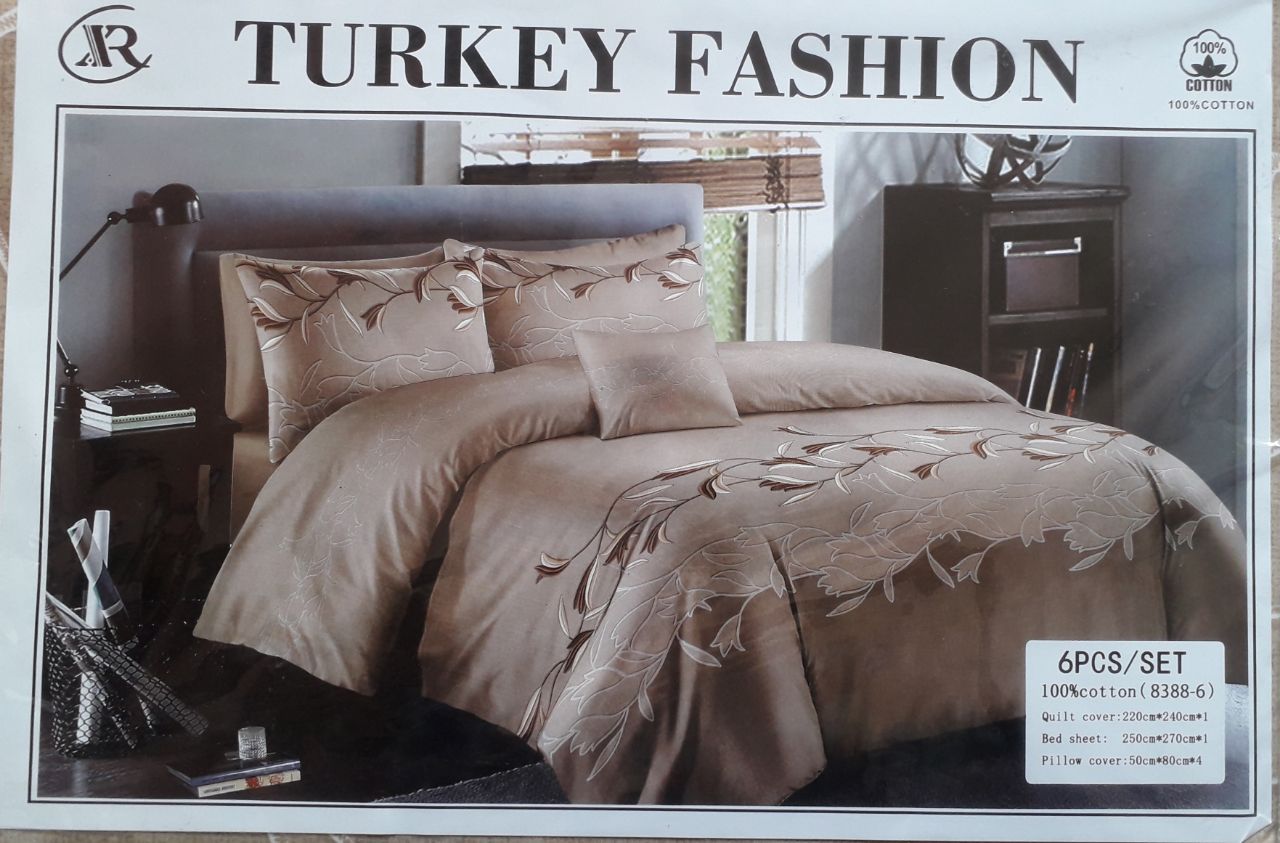 XR
TURKEY FASHION
100%
COTTON
100%COTTON
6PCS/SET
100%cotton(8388-6)
Quilt cover:220cm*240cm*1
Bed sheet: 250cm*270cm*1
Pillow cover:50cm*80cm*4